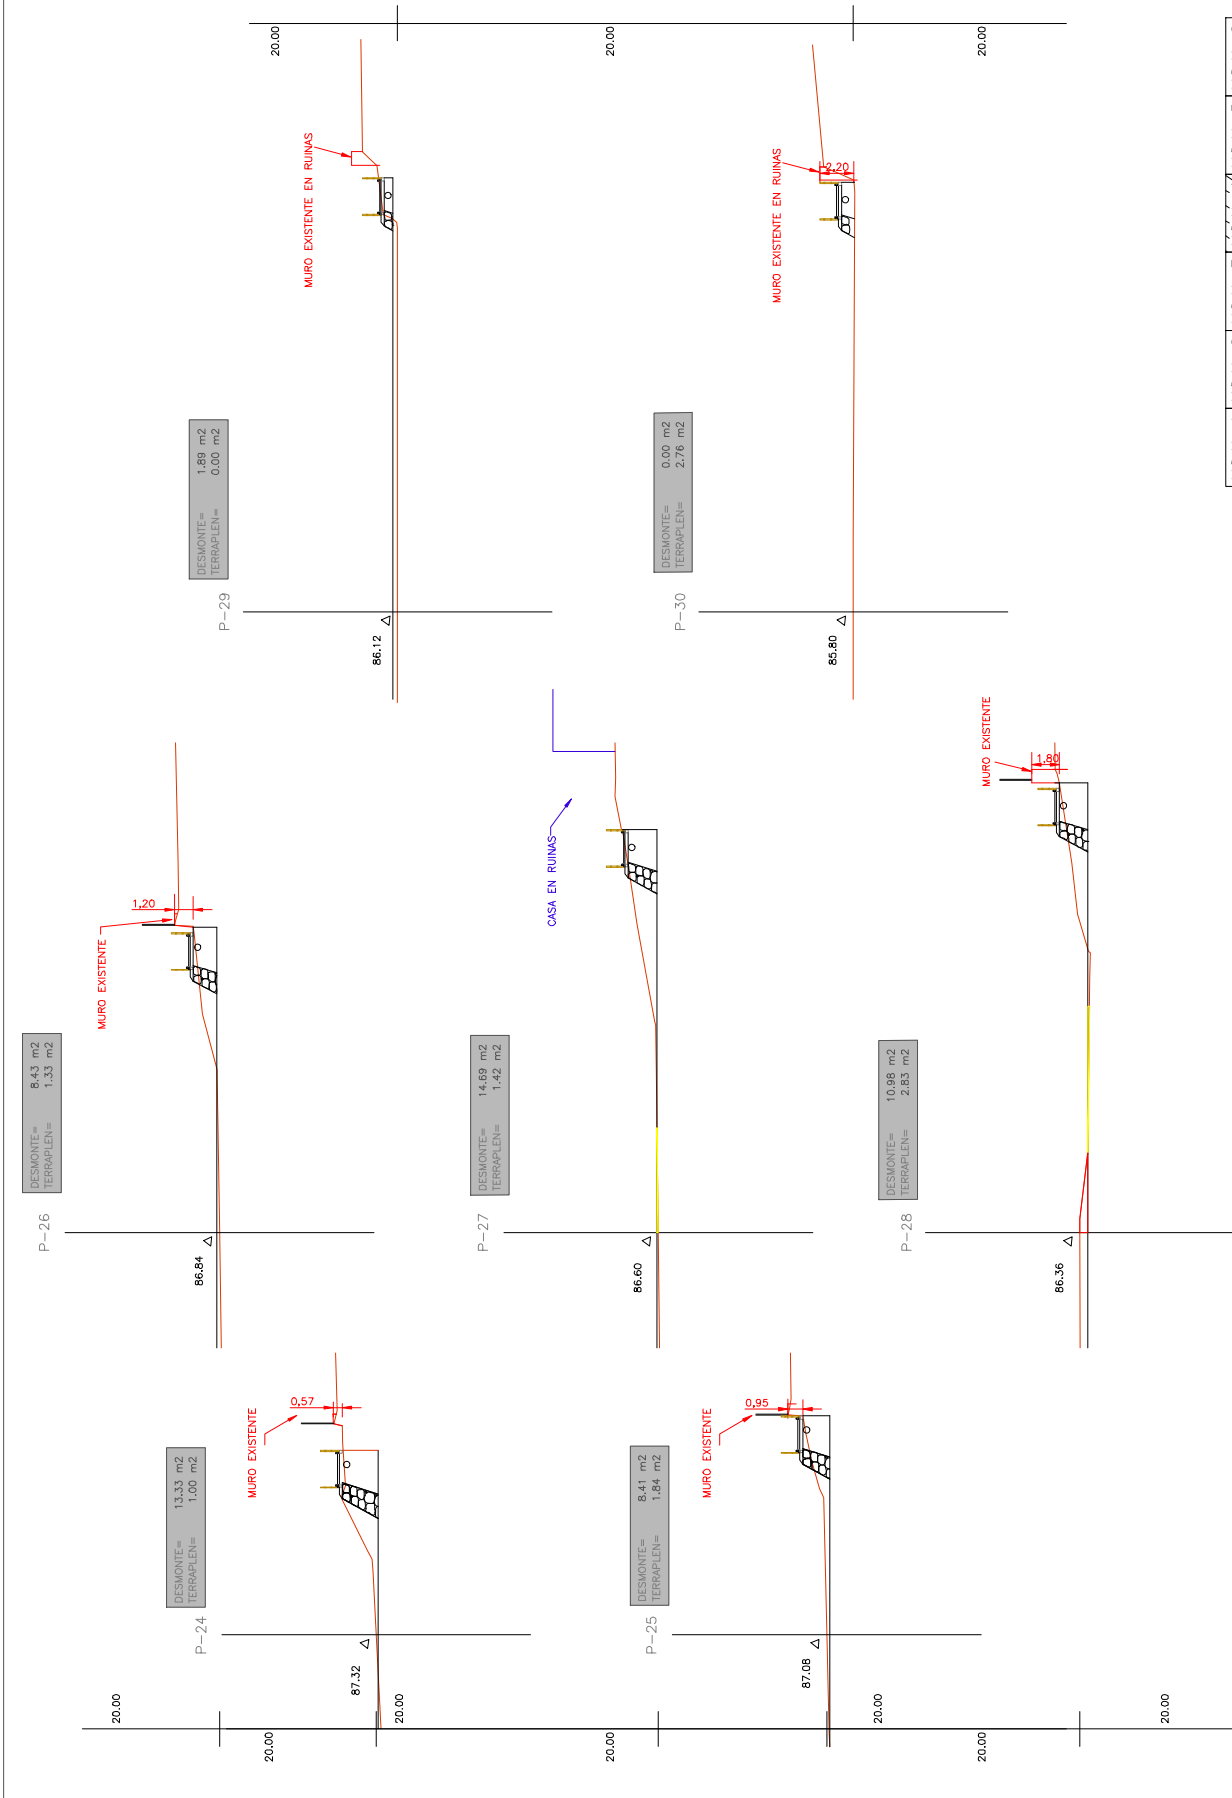 P-24
DESMONTE= 13.33 m2
TERRAPLEN= 1.00 m2
87.32
MURO EXISTENTE
0,57
P-25
DESMONTE= 8.41 m2
TERRAPLEN= 1.84 m2
87.08
MURO EXISTENTE
0,95
P-26
DESMONTE= 8.43 m2
TERRAPLEN= 1.33 m2
86.84
MURO EXISTENTE
1,20
P-27
DESMONTE= 14.69 m2
TERRAPLEN= 1.42 m2
86.60
CASA EN RUINAS
P-28
DESMONTE= 10.98 m2
TERRAPLEN= 2.83 m2
86.36
MURO EXISTENTE
1,80
P-29
DESMONTE= 1.89 m2
TERRAPLEN= 0.00 m2
86.12
MURO EXISTENTE EN RUINAS
P-30
DESMONTE= 0.00 m2
TERRAPLEN= 2.76 m2
85.80
MURO EXISTENTE EN RUINAS
2,20
20.00
20.00
20.00
20.00
20.00
20.00
20.00
20.00
20.00
20.00